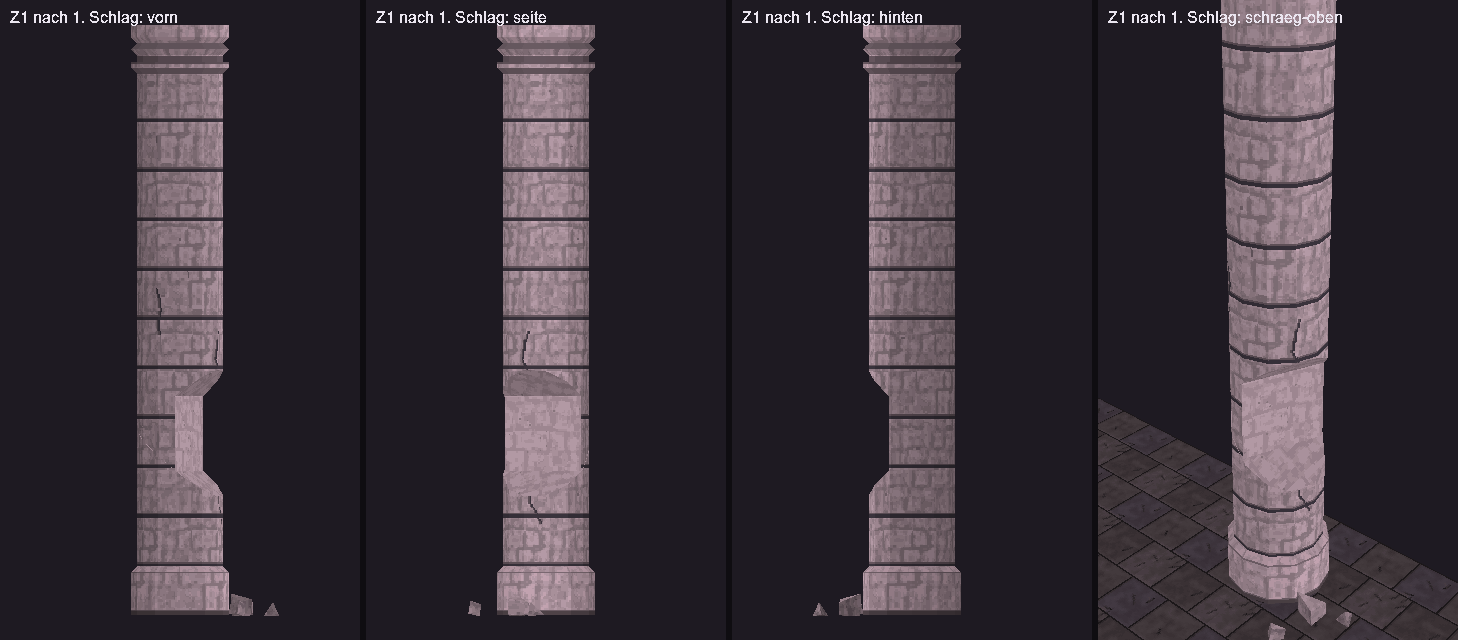 Z1 nach 1. Schlag: vorn
Z1 nach 1. Schlag: seite
Z1 nach 1. Schlag: hinten
Z1 nach 1. Schlag: schraeg-oben